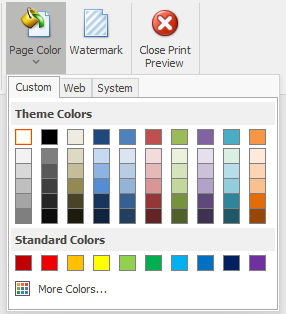 Page Color Watermark Close Print
Preview
Custom Web System
Theme Colors
Standard Colors
More Colors...